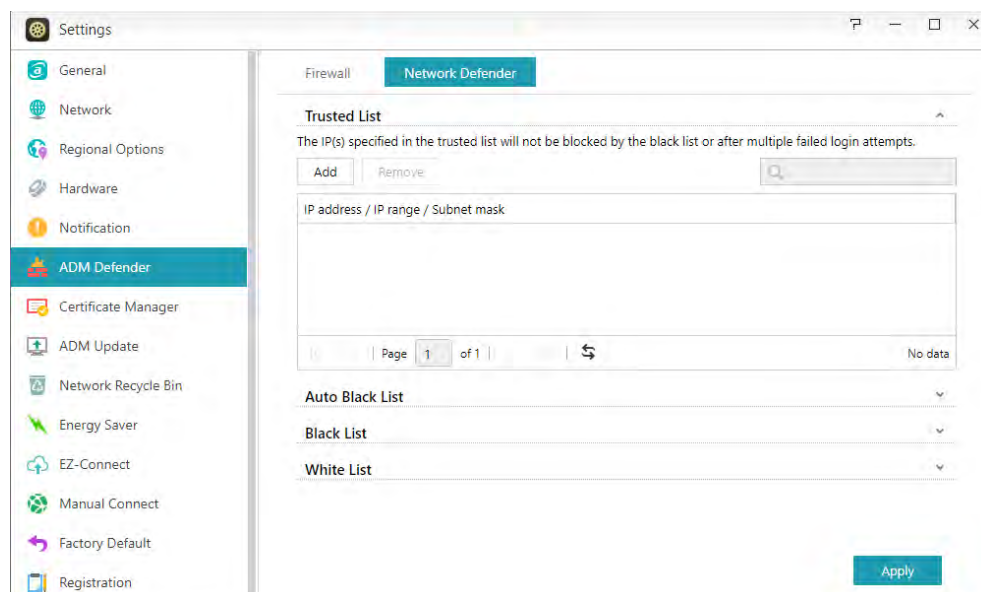 Settings
General
Network
Regional Options
Hardware
Notification
ADM Defender
Certificate Manager
ADM Update
Network Recycle Bin
Energy Saver
EZ-Connect
Manual Connect
Factory Default
Registration
Firewall
Network Defender
Trusted List
The IP(s) specified in the trusted list will not be blocked by the black list or after multiple failed login attempts.
Add
Remove
IP address / IP range / Subnet mask
Page 1 of 1
No data
Auto Black List
Black List
White List
Apply